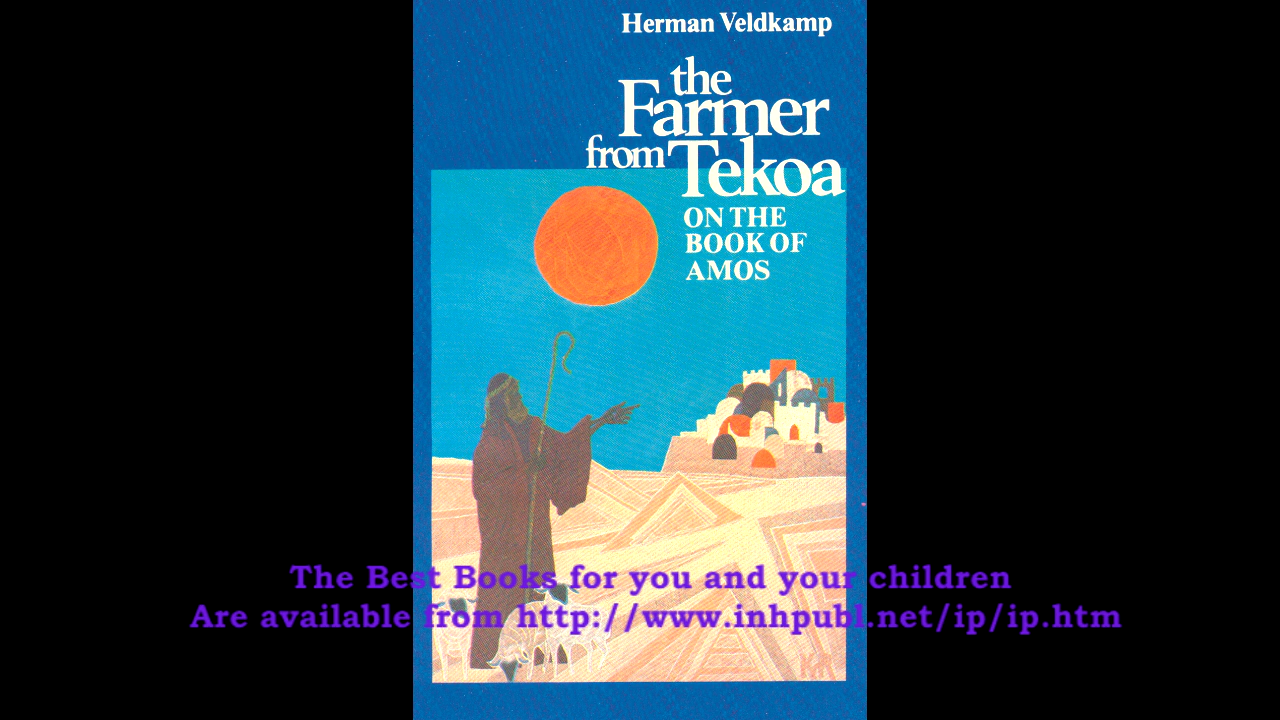 Herman Veldkamp
the
Farmer
from Tekoa
ON THE
BOOK OF
AMOS
The Best Books for you and your children
Are available from http://www.inhpubl.net/ip/ip.htm
KR